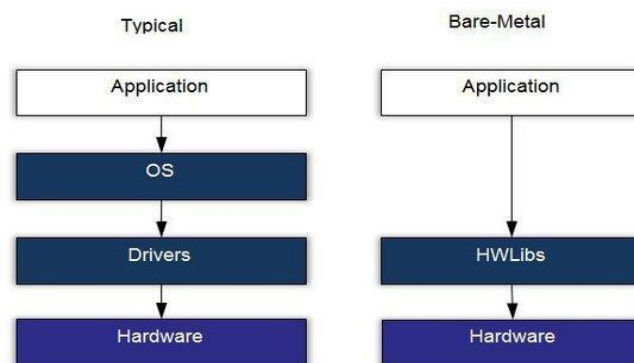 Typical
Application
OS
Drivers
Hardware
Bare-Metal
Application
HWLibs
Hardware